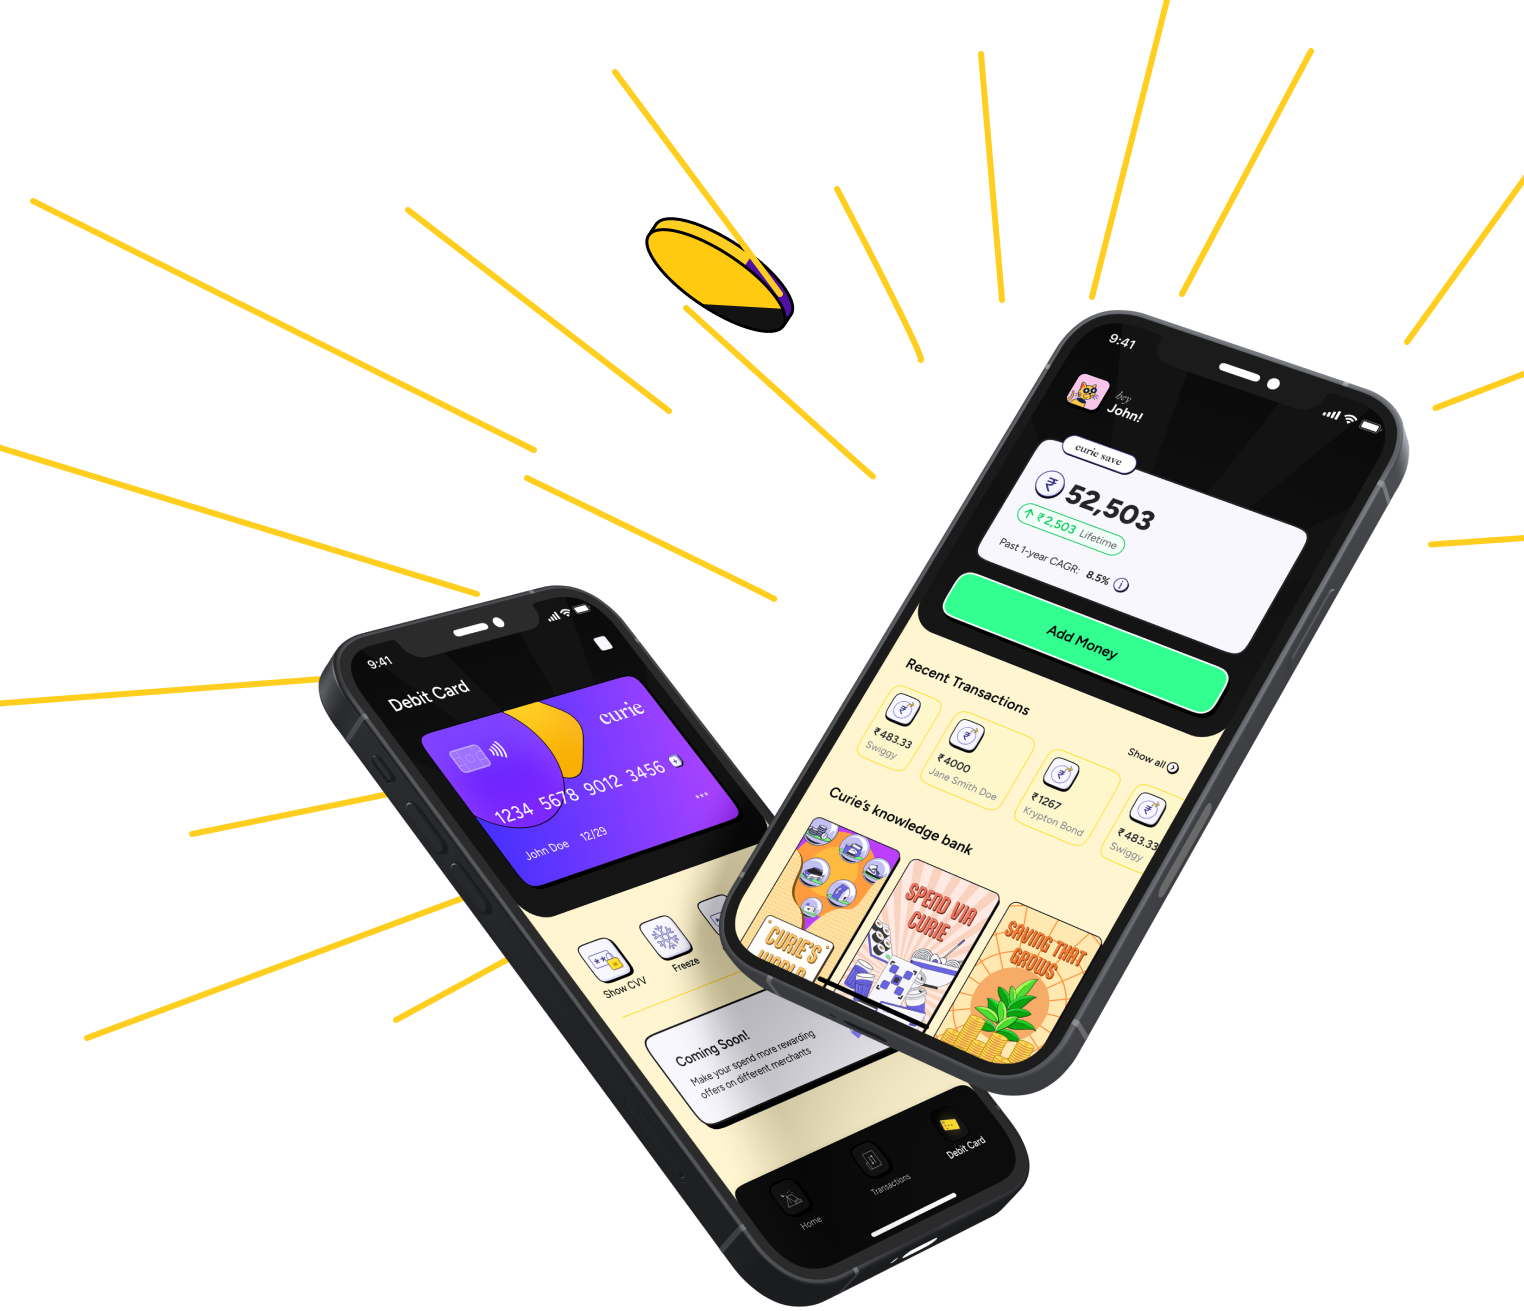 9:41
hey
John!
curie save
₹ 52,503
↑ ₹2,503 Lifetime
Past 1-year CAGR: 8.5% i
Add Money
Recent Transactions
Show all
₹483.33
Swiggy
₹4000
Jane Smith Doe
₹1267
Krypton Bond
₹483.33
Swiggy
Curie's knowledge bank
CURIE'S
WORLD
SPEND VIA
CURIE
SAVING THAT
GROWS
9:41
Debit Card
curie
1234 5678 9012 3456
John Doe 12/29
***
Show CVV
Freeze
Coming Soon!
Make your spend more rewarding
offers on different merchants
Home
Transactions
Debit Card